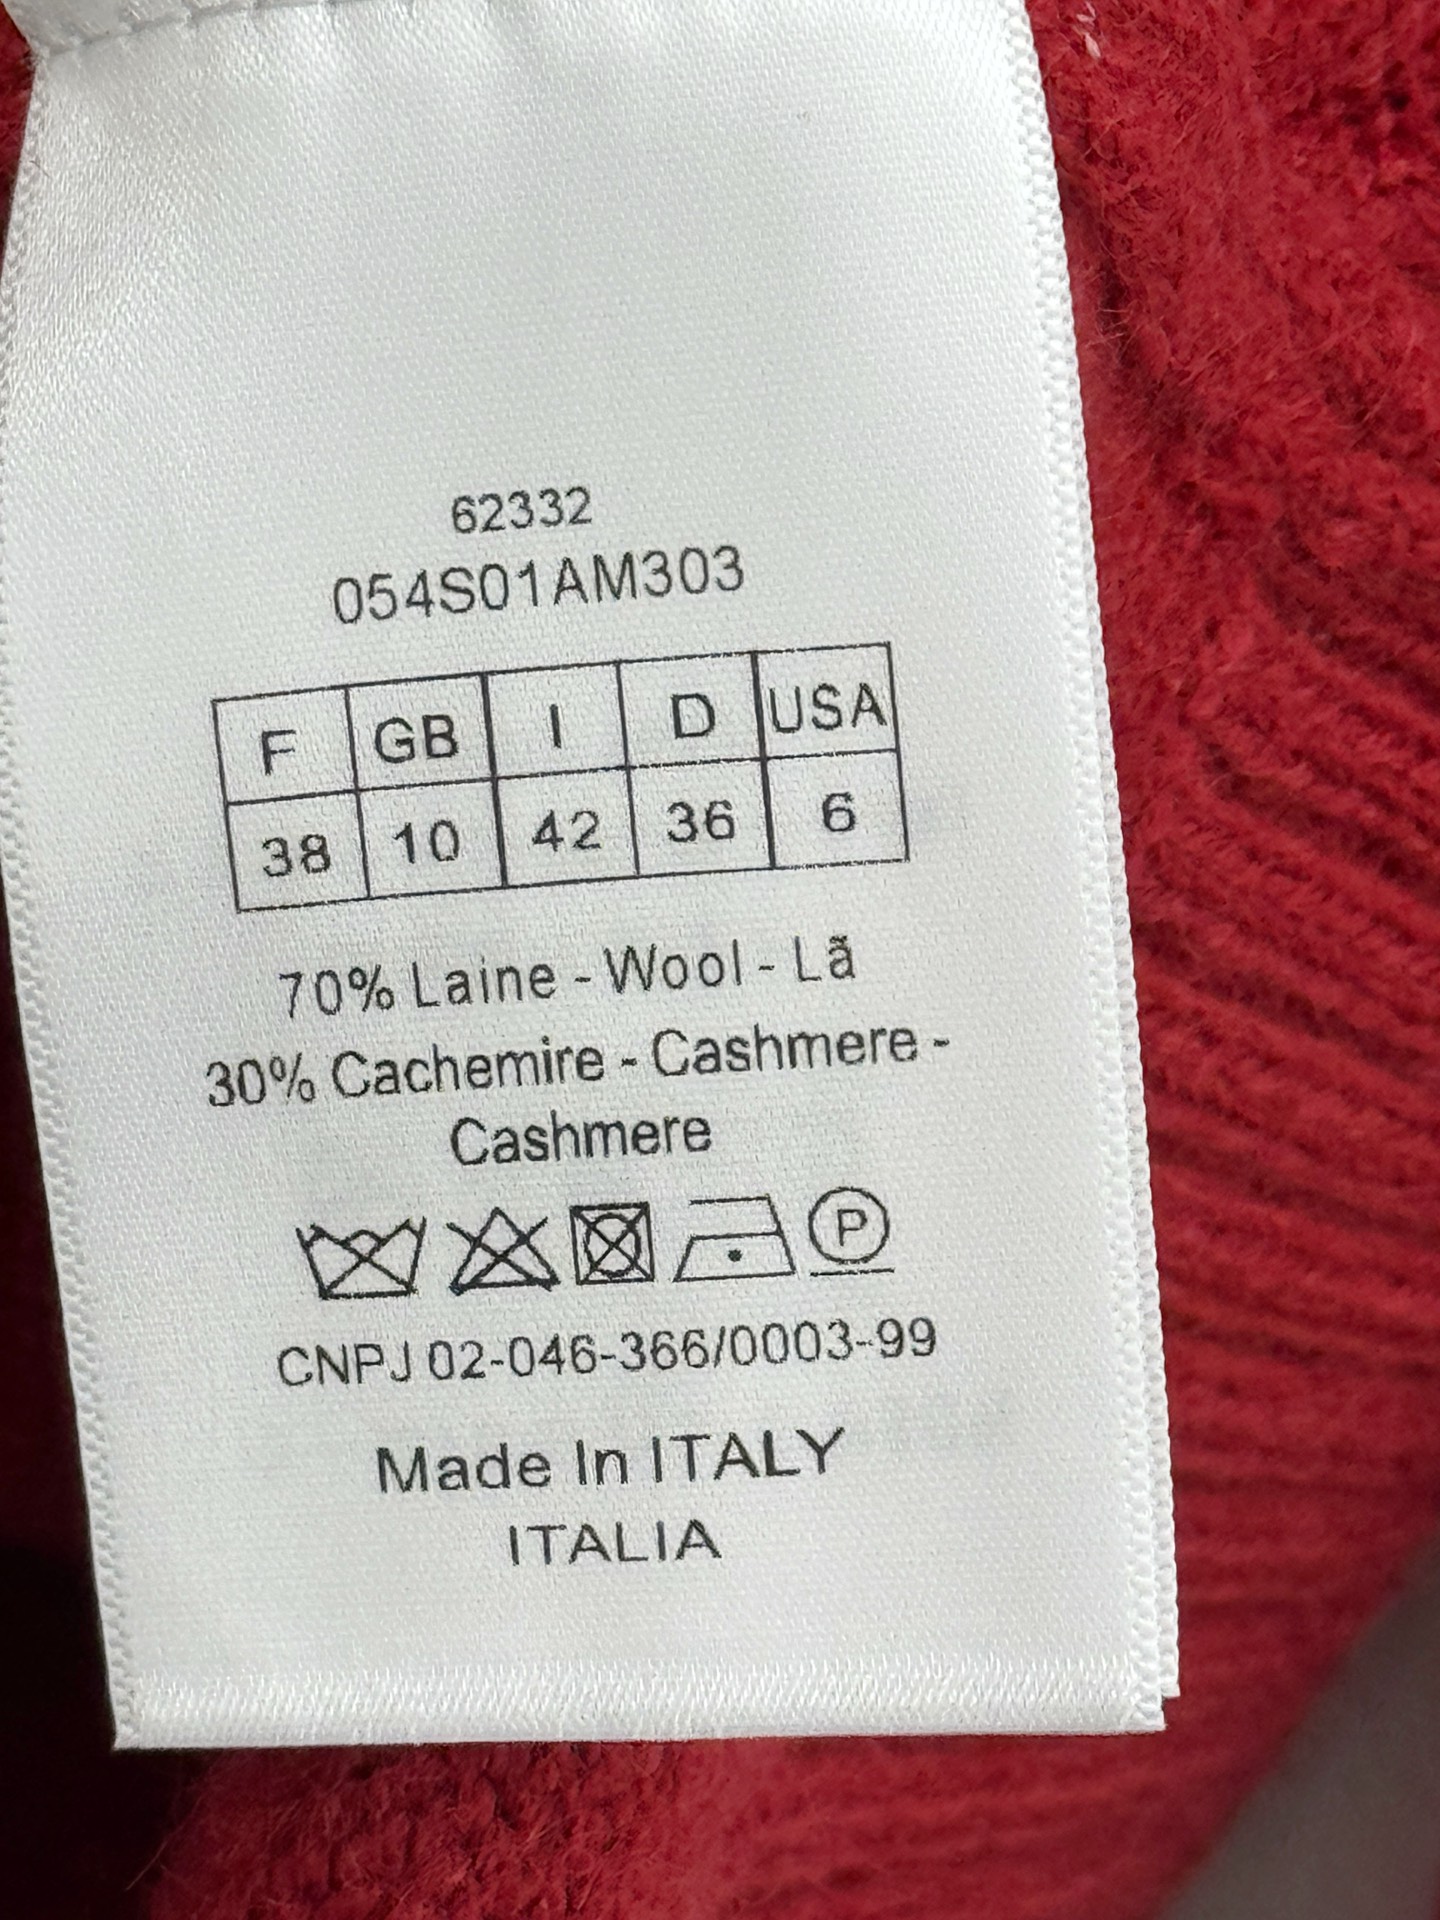 62332
054S01AM303
F GB I D USA
38 10 42 36 6
70% Laine - Wool - Lã
30% Cachemire - Cashmere -
Cashmere
P
CNPJ 02-046-366/0003-99
Made In ITALY
ITALIA